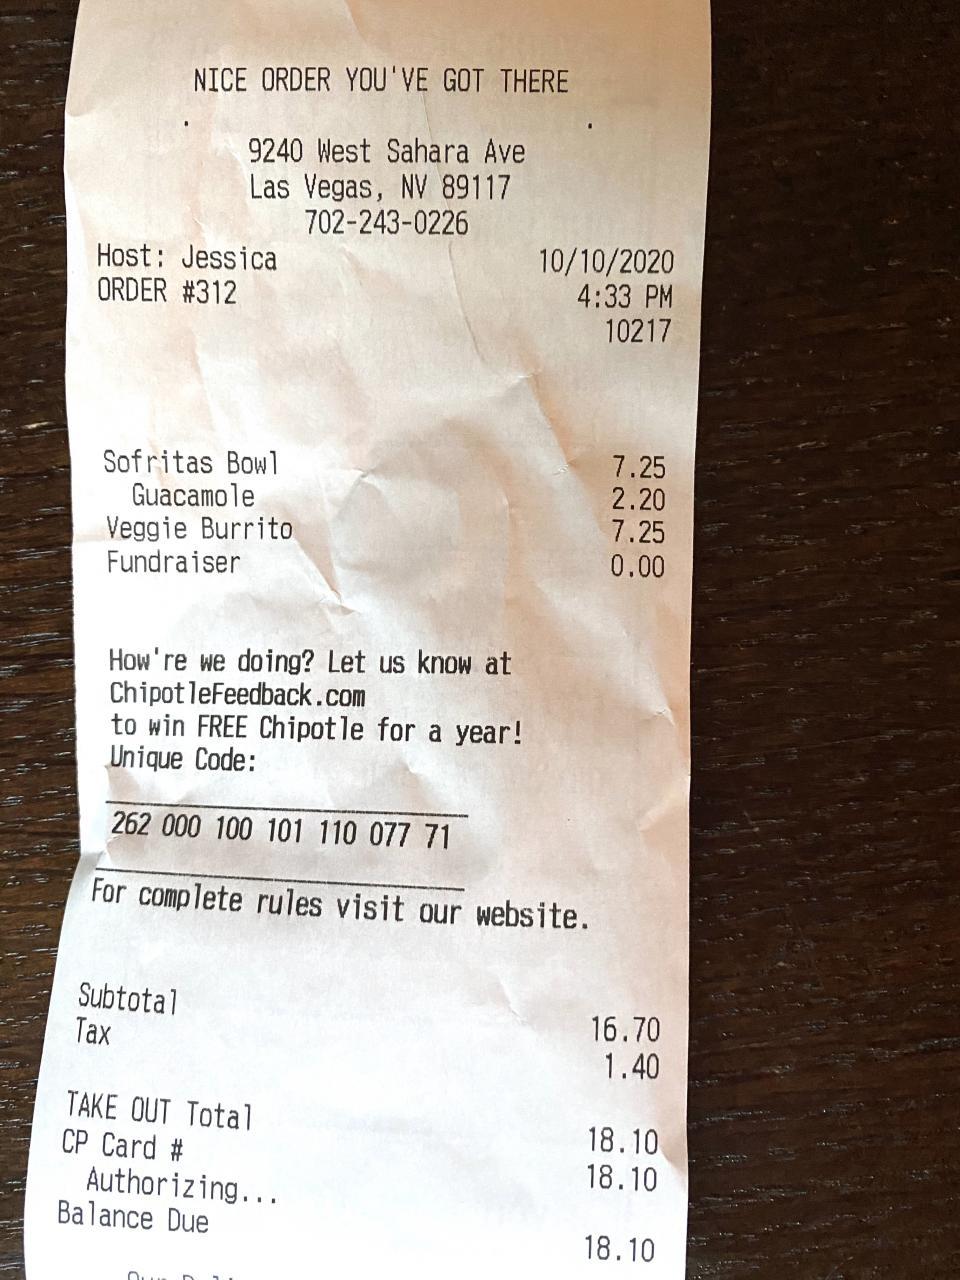 NICE ORDER YOU'VE GOT THERE
9240 West Sahara Ave
Las Vegas, NV 89117
702-243-0226
Host: Jessica 10/10/2020
ORDER #312 4:33 PM
10217
Sofritas Bowl 7.25
Guacamole 2.20
Veggie Burrito 7.25
Fundraiser 0.00
How're we doing? Let us know at
ChipotleFeedback.com
to win FREE Chipotle for a year!
Unique Code:
262 000 100 101 110 077 71
For complete rules visit our website.
Subtotal 16.70
Tax 1.40
TAKE OUT Total 18.10
CP Card # 18.10
Authorizing...
Balance Due 18.10